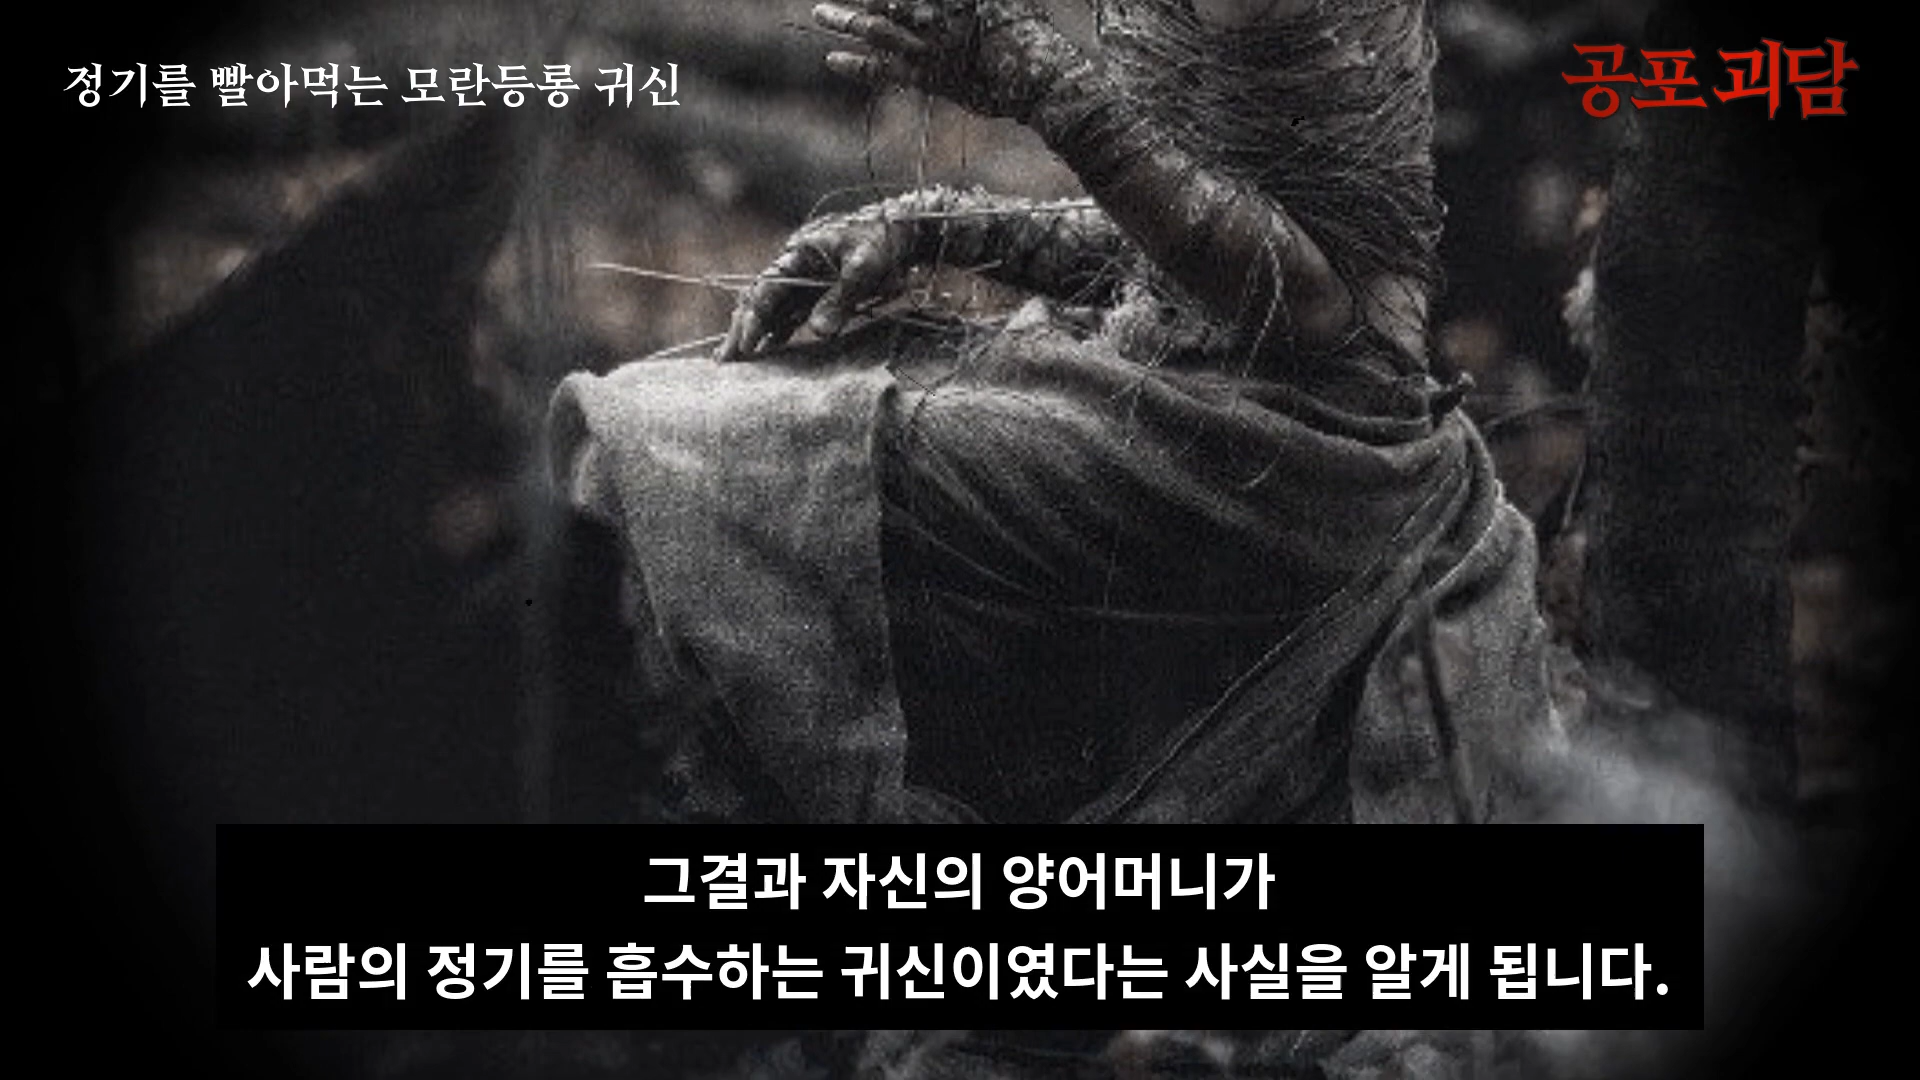 정기를 빨아먹는 모란등롱 귀신
공포 괴담
그결과 자신의 양어머니가
사람의 정기를 흡수하는 귀신이였다는 사실을 알게 됩니다.